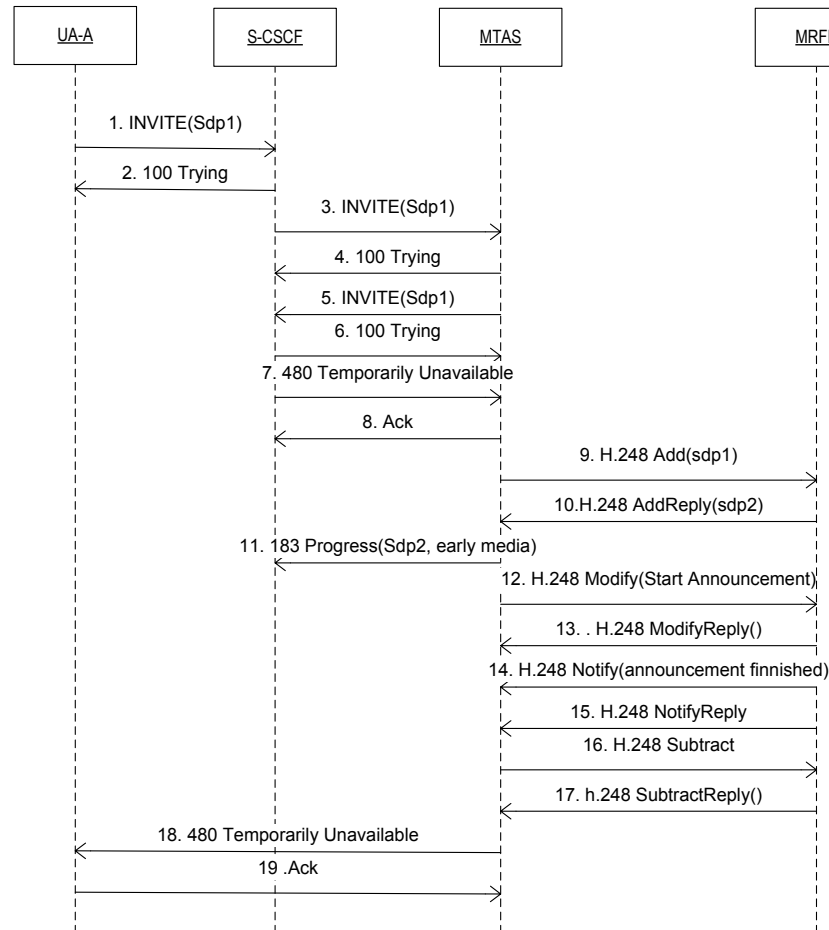 UA-A
S-CSCF
MTAS
1. INVITE(Sdp1)
2. 100 Trying
3. INVITE(Sdp1)
4. 100 Trying
5. INVITE(Sdp1)
6. 100 Trying
7. 480 Temporarily Unavailable
8. Ack
9. H.248 Add(sdp1)
10.H.248 AddReply(sdp2)
11. 183 Progress(Sdp2, early media)
12. H.248 Modify(Start Announcement)
13. . H.248 ModifyReply()
14. H.248 Notify(announcement finnished)
15. H.248 NotifyReply
16. H.248 Subtract
17. h.248 SubtractReply()
18. 480 Temporarily Unavailable
19 .Ack